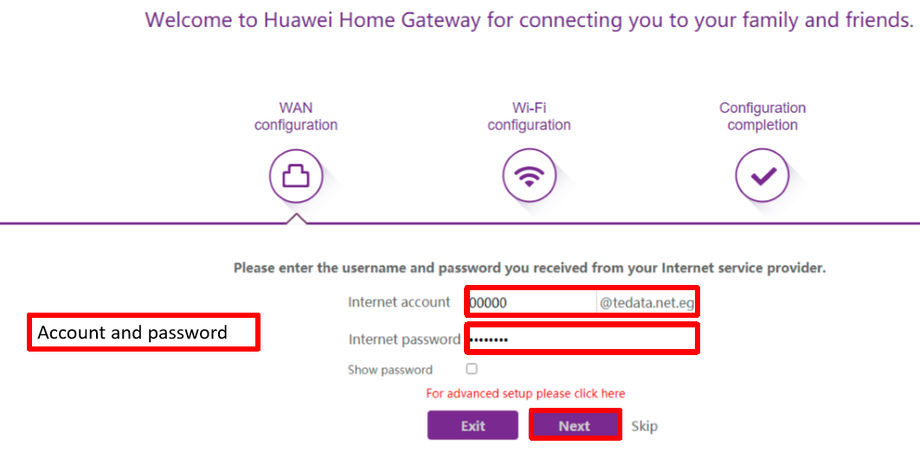 Welcome to Huawei Home Gateway for connecting you to your family and friends.
WAN
configuration
Wi-Fi
configuration
Configuration
completion
Please enter the username and password you received from your Internet service provider.
Internet account 00000 @tedata.net.eg
Account and password
Internet password ••••••••
Show password
For advanced setup please click here
Exit Next Skip